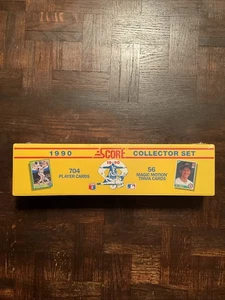 1990
SCORE
COLLECTOR SET
704
PLAYER CARDS
56
MAGIC MOTION
TRIVIA CARDS